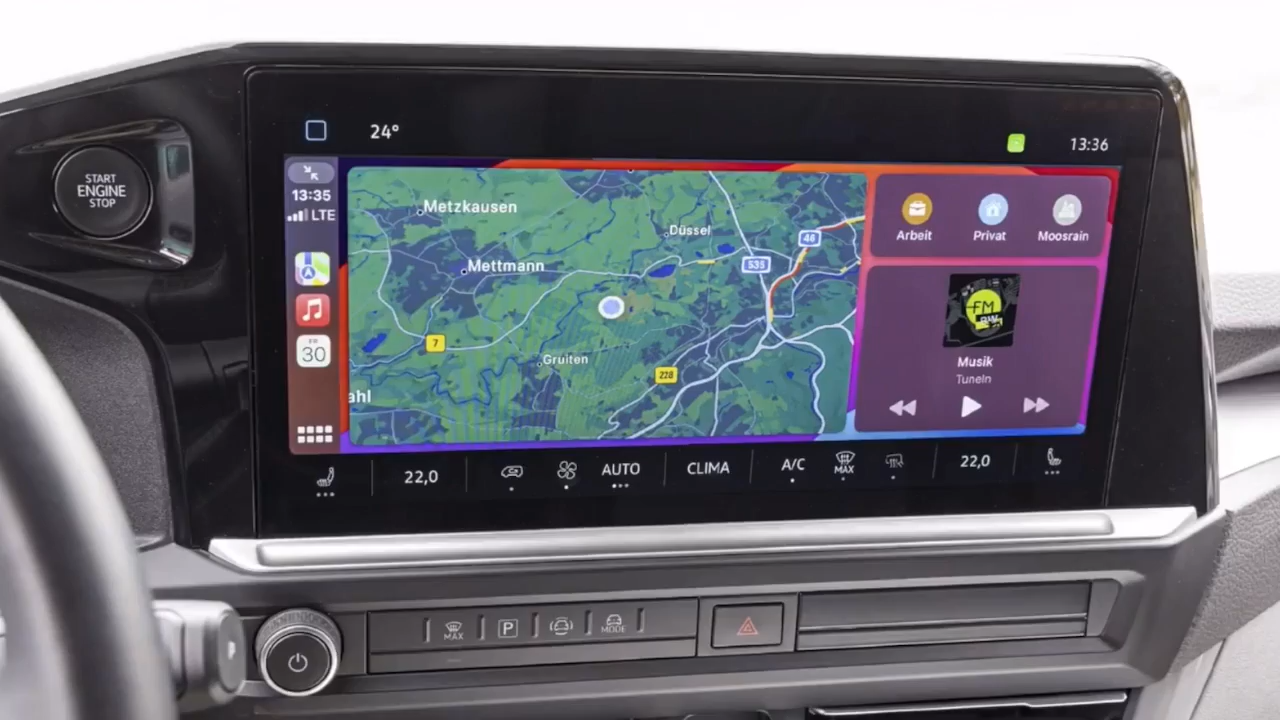 24°
13:36
START
ENGINE
STOP
13:35
LTE
30
Metzkausen
Düssel
Mettmann
46
535
7
Gruiten
228
ahl
Arbeit
Privat
Moosrain
FM
Musik
TuneIn
22,0
AUTO
CLIMA
A/C
MAX
22,0
MAX
P
MODE